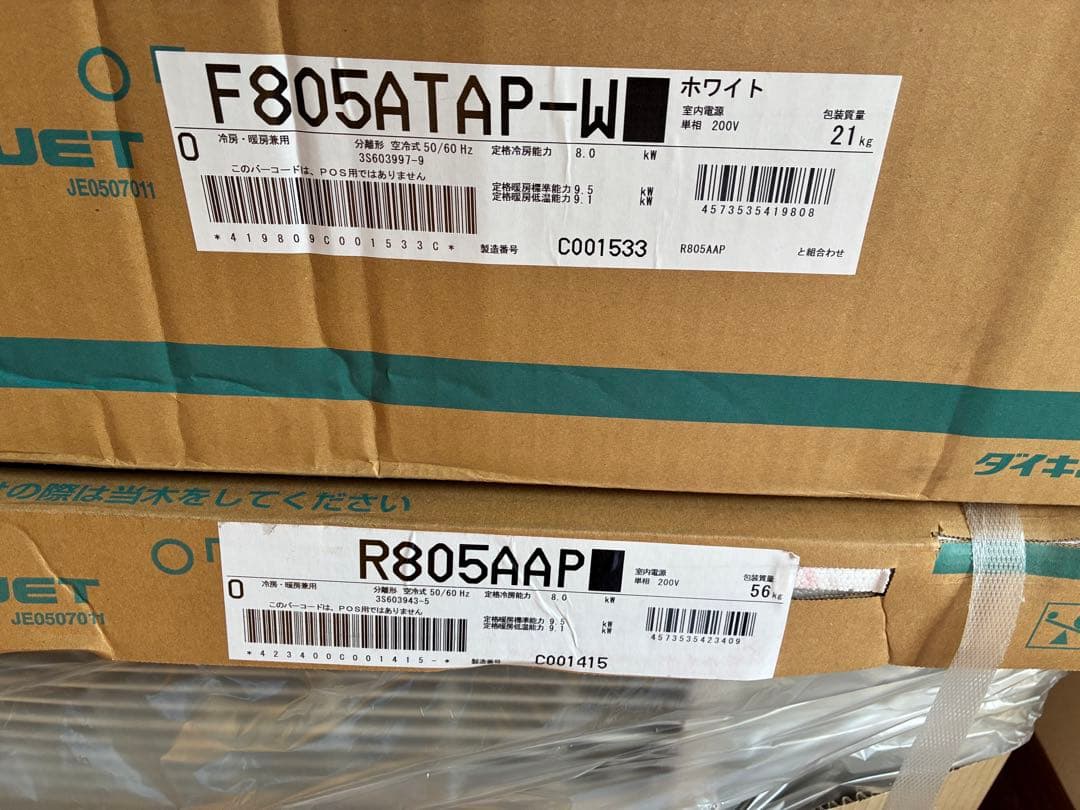 F805ATAP-W
ホワイト
室内電源
単相 200V
包装質量
21kg
0
冷房・暖房兼用
分離形 空冷式 50/60Hz
3S603997-9
定格冷房能力 8.0 kW
このバーコードは、POS用ではありません
定格暖房標準能力 9.5 kW
定格暖房低温能力 9.1 kW
4573535419808
*419809C001533C*
製造番号 C001533
R805AAP と組合わせ
JET
JE0507011
ダイキ
の際は当木をしてください
R805AAP
室内電源
単相 200V
包装質量
56kg
0
冷房・暖房兼用
分離形 空冷式 50/60Hz
3S603943-5
定格冷房能力 8.0 kW
このバーコードは、POS用ではありません
定格暖房標準能力 9.5 kW
定格暖房低温能力 9.1 kW
4573535423409
*423400C001415-*
製造番号 C001415
JET
JE0507011